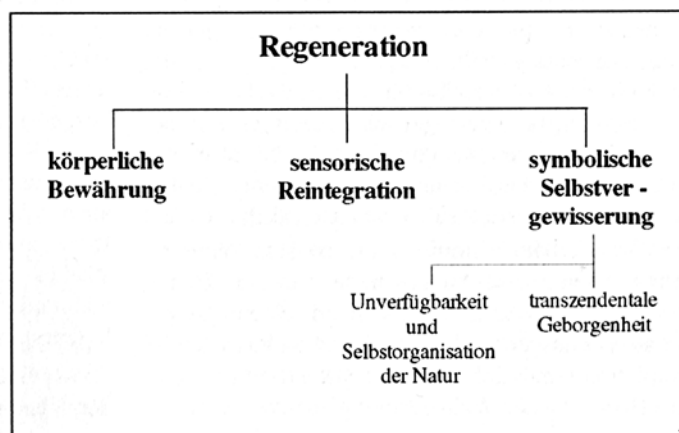 Regeneration
körperliche
Bewährung
sensorische
Reintegration
symbolische
Selbstver -
gewisserung
Unverfügbarkeit
und
Selbstorganisation
der Natur
transzendentale
Geborgenheit